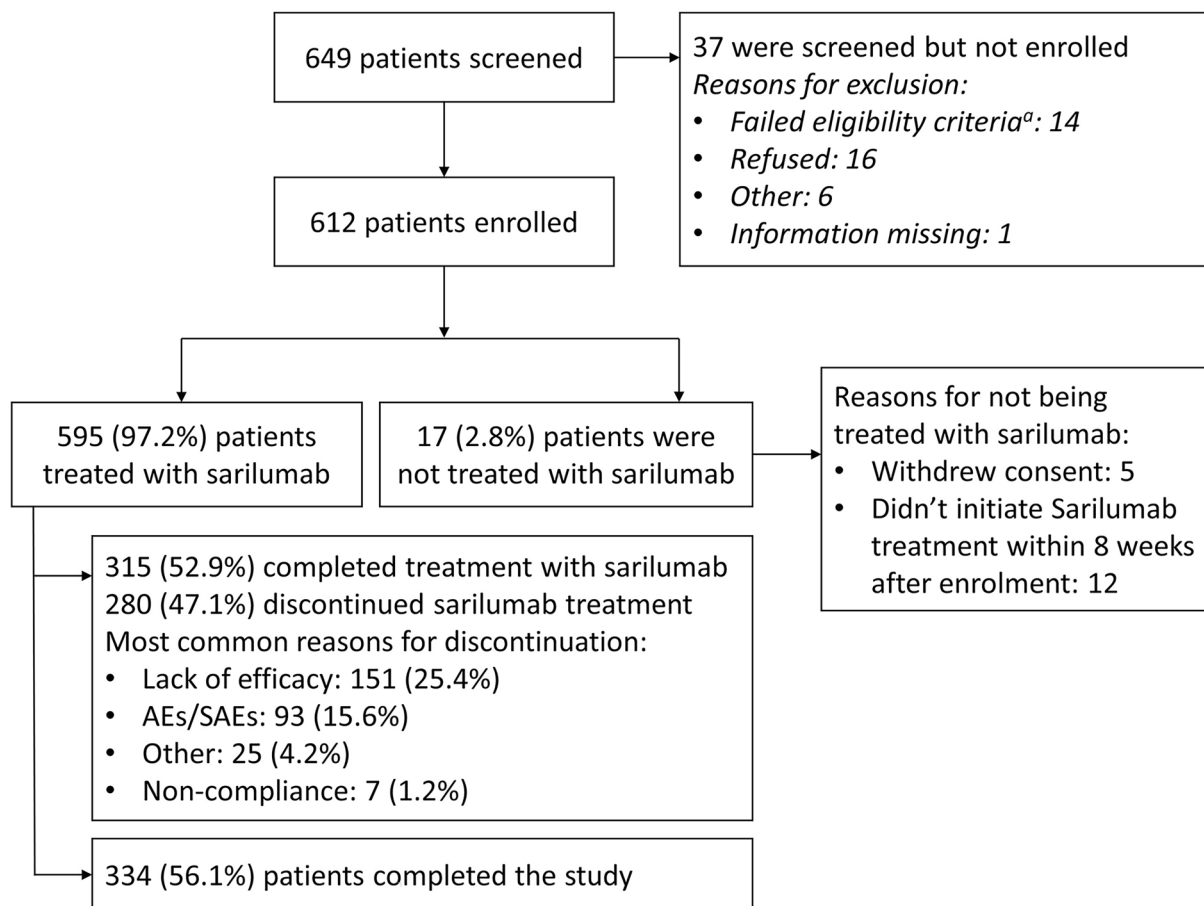 649 patients screened
37 were screened but not enrolled
Reasons for exclusion:
• Failed eligibility criteriaᵃ: 14
• Refused: 16
• Other: 6
• Information missing: 1
612 patients enrolled
595 (97.2%) patients
treated with sarilumab
17 (2.8%) patients were
not treated with sarilumab
Reasons for not being
treated with sarilumab:
• Withdrew consent: 5
• Didn’t initiate Sarilumab
treatment within 8 weeks
after enrolment: 12
315 (52.9%) completed treatment with sarilumab
280 (47.1%) discontinued sarilumab treatment
Most common reasons for discontinuation:
• Lack of efficacy: 151 (25.4%)
• AEs/SAEs: 93 (15.6%)
• Other: 25 (4.2%)
• Non-compliance: 7 (1.2%)
334 (56.1%) patients completed the study